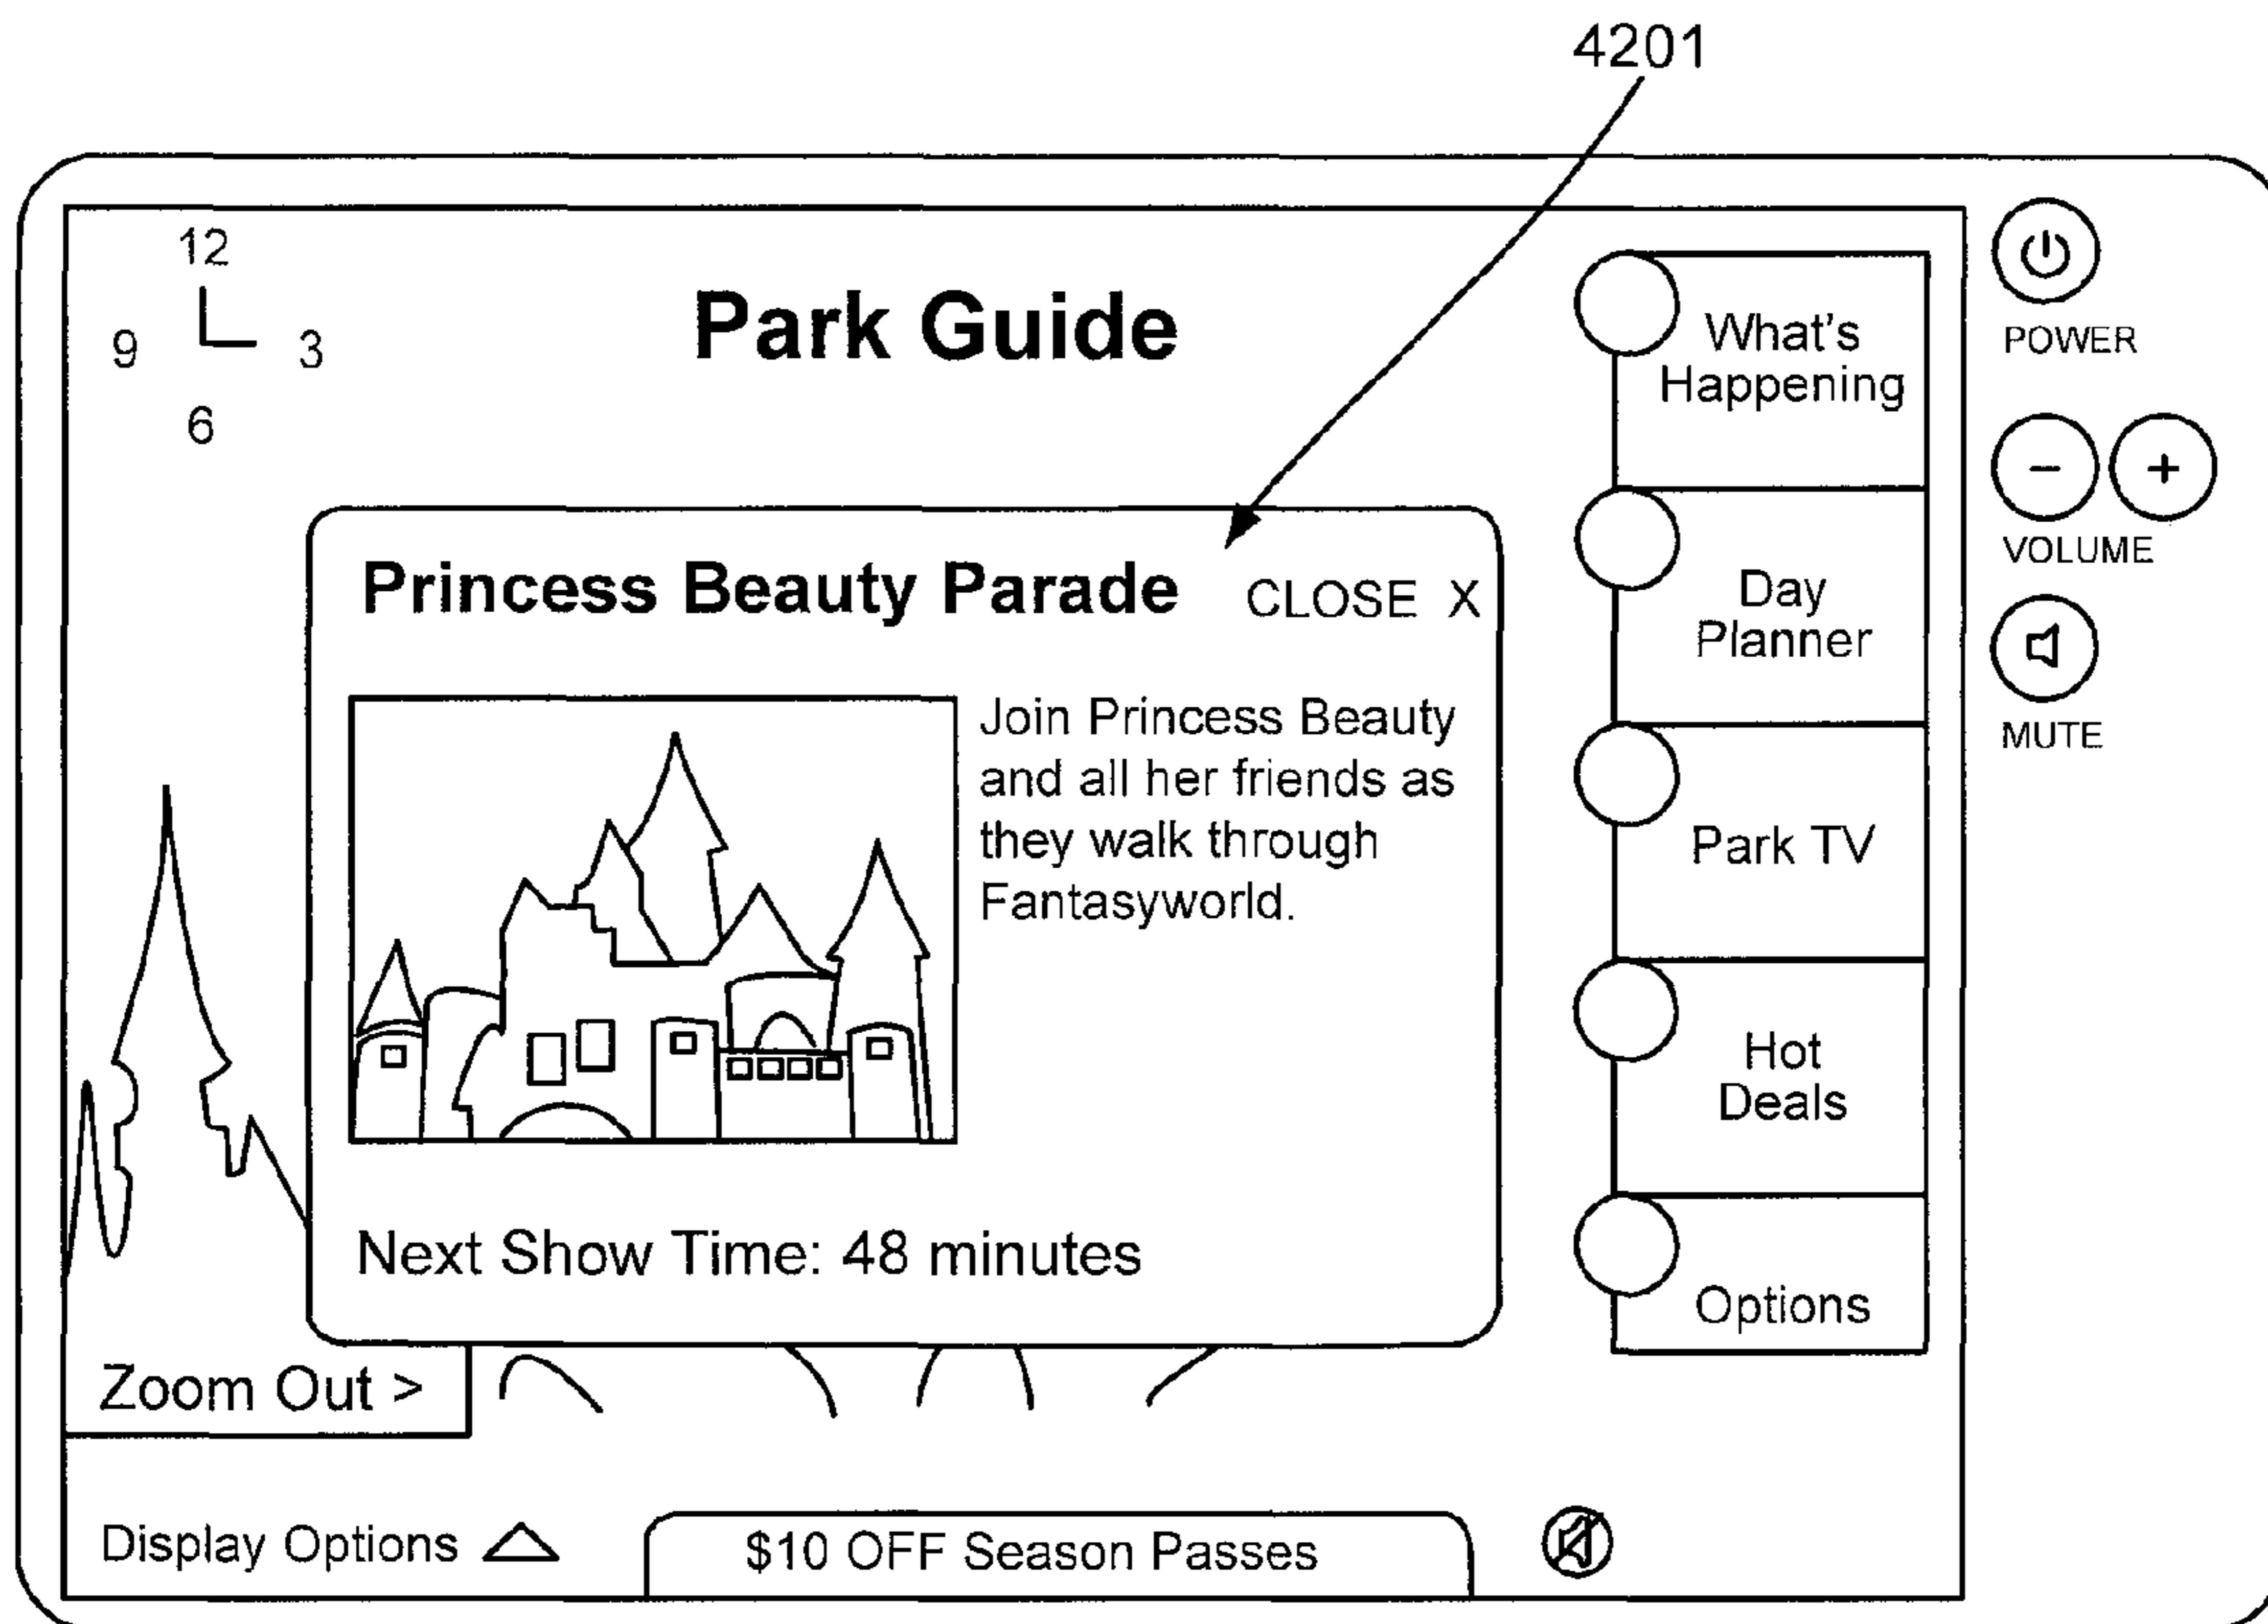 4201
12
9 3
6
Park Guide
Princess Beauty Parade CLOSE X
Join Princess Beauty
and all her friends as
they walk through
Fantasyworld.
Next Show Time: 48 minutes
Zoom Out >
Display Options
$10 OFF Season Passes
What's
Happening
Day
Planner
Park TV
Hot
Deals
Options
POWER
− +
VOLUME
MUTE